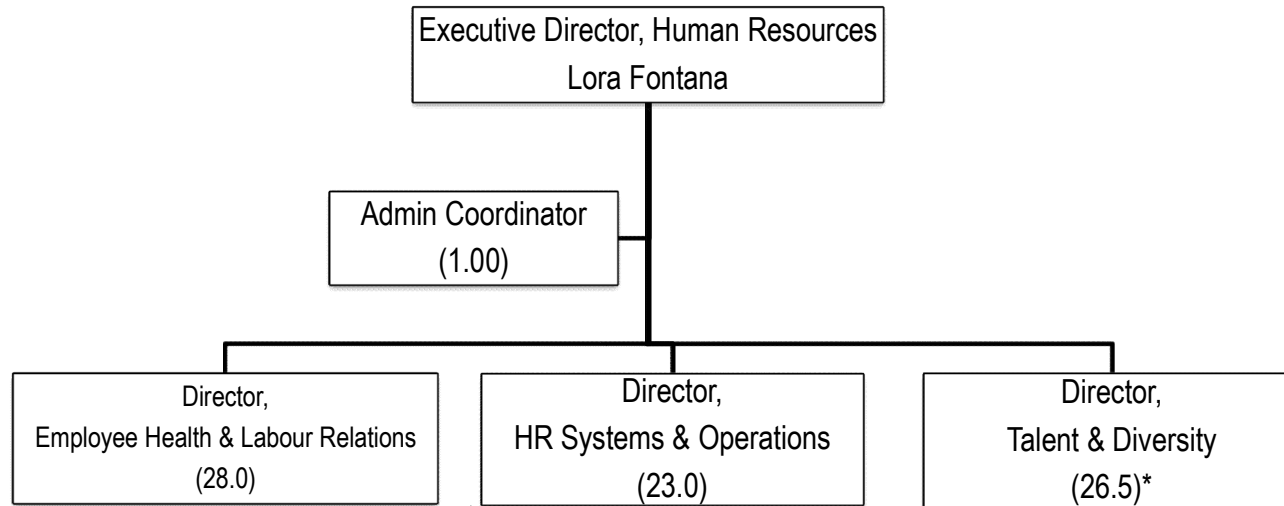 Executive Director, Human Resources
Lora Fontana
Admin Coordinator
(1.00)
Director,
Employee Health & Labour Relations
(28.0)
Director,
HR Systems & Operations
(23.0)
Director,
Talent & Diversity
(26.5)*